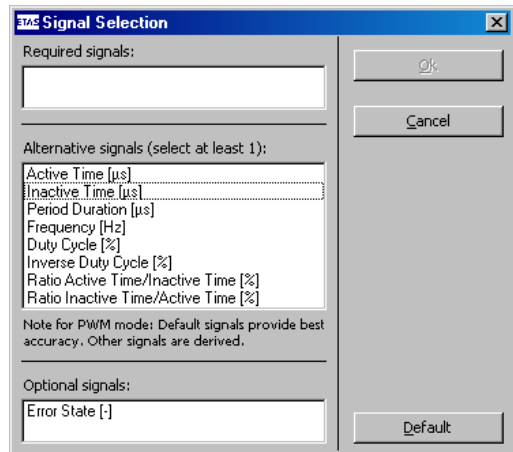 ETAS Signal Selection
Required signals:
Ok
Cancel
Alternative signals (select at least 1):
Active Time [µs]
Inactive Time [µs]
Period Duration [µs]
Frequency [Hz]
Duty Cycle [%]
Inverse Duty Cycle [%]
Ratio Active Time/Inactive Time [%]
Ratio Inactive Time/Active Time [%]
Note for PWM mode: Default signals provide best
accuracy. Other signals are derived.
Optional signals:
Error State [-]
Default